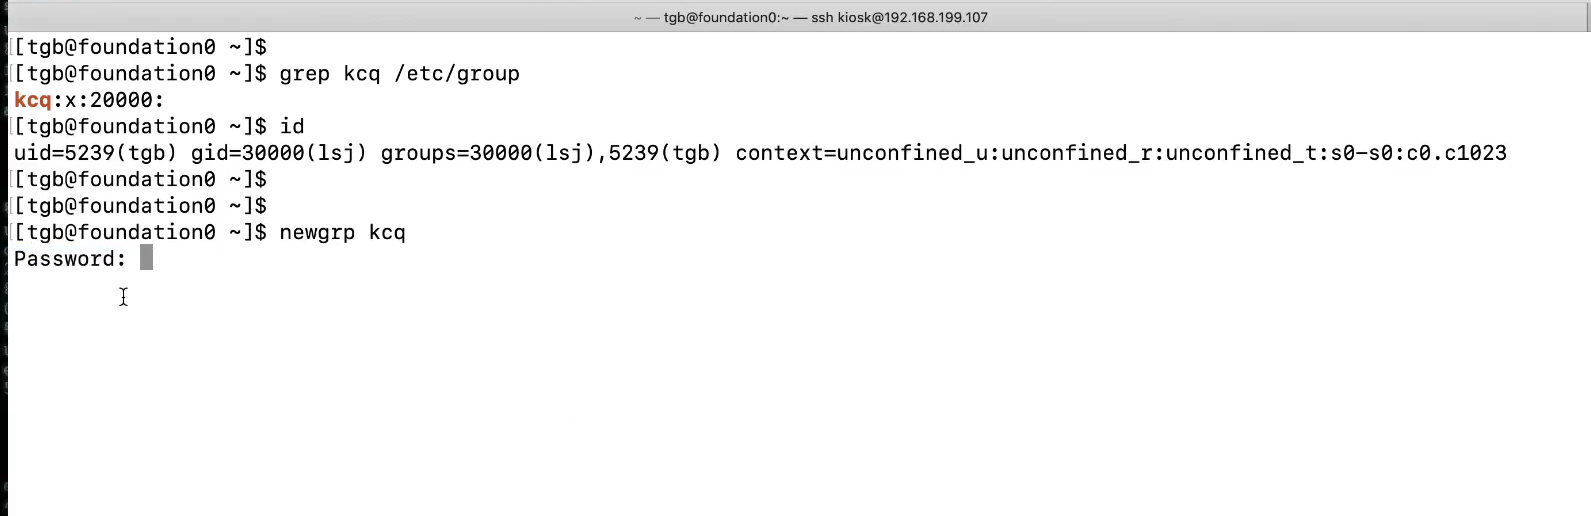 ~ — tgb@foundation0:~ — ssh kiosk@192.168.199.107
[[tgb@foundation0 ~]$
[[tgb@foundation0 ~]$ grep kcq /etc/group
kcq:x:20000:
[[tgb@foundation0 ~]$ id
uid=5239(tgb) gid=30000(lsj) groups=30000(lsj),5239(tgb) context=unconfined_u:unconfined_r:unconfined_t:s0-s0:c0.c1023
[[tgb@foundation0 ~]$
[[tgb@foundation0 ~]$
[[tgb@foundation0 ~]$ newgrp kcq
Password: